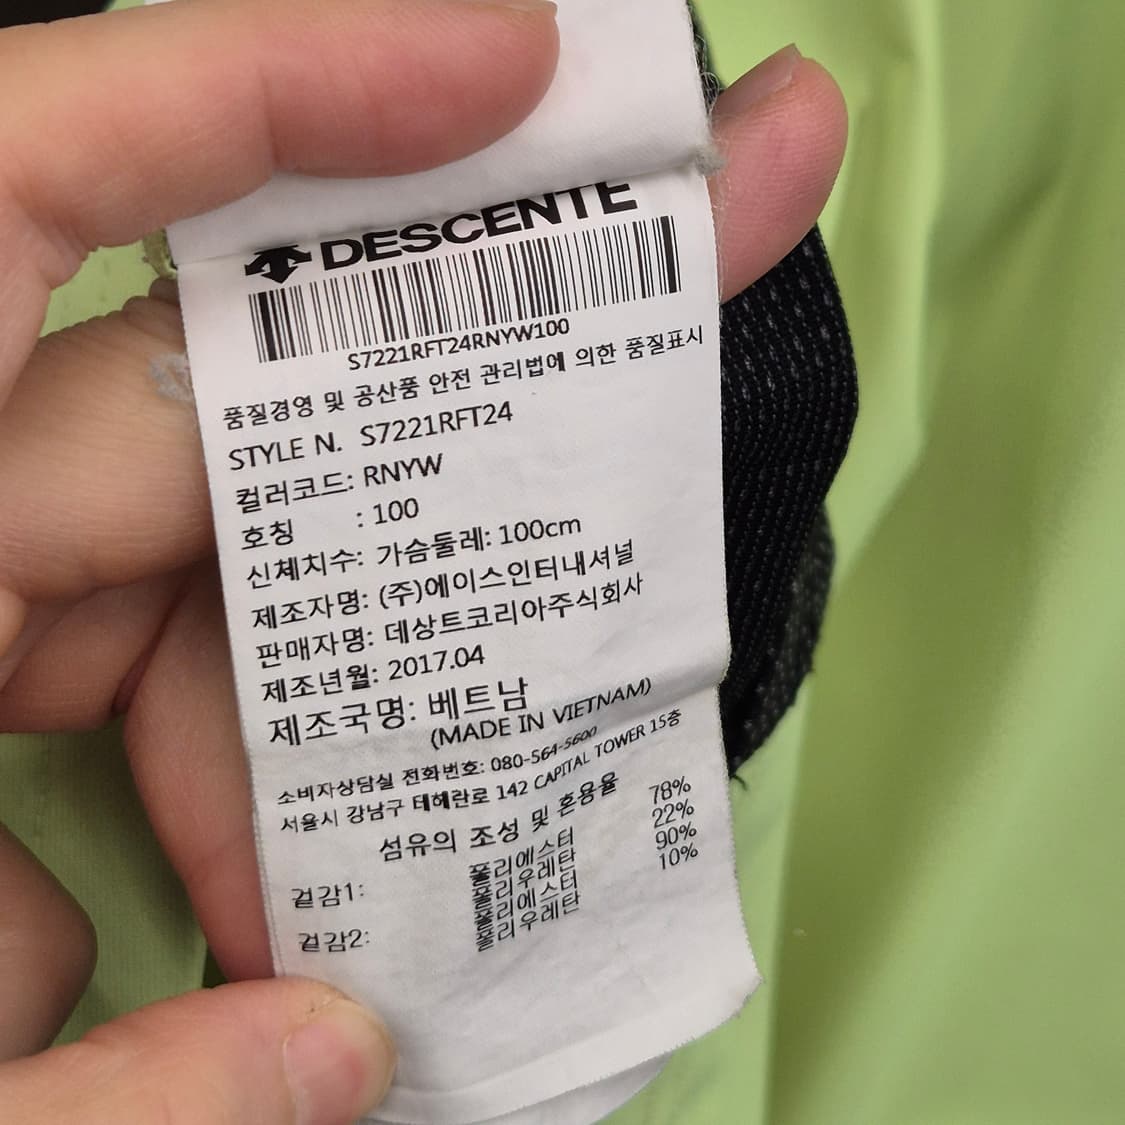 DESCENTE
S7221RFT24RNYW100
품질경영 및 공산품 안전 관리법에 의한 품질표시
STYLE N. S7221RFT24
컬러코드: RNYW
호칭 : 100
신체치수: 가슴둘레: 100cm
제조자명: (주)에이스인터내셔널
판매자명: 데상트코리아주식회사
제조년월: 2017.04
제조국명: 베트남
(MADE IN VIETNAM)
소비자상담실 전화번호: 080-564-5600
서울시 강남구 테헤란로 142 CAPITAL TOWER 15층
섬유의 조성 및 혼용율
겉감1: 폴리에스터 78%
폴리우레탄 22%
겉감2: 폴리에스터 90%
폴리우레탄 10%